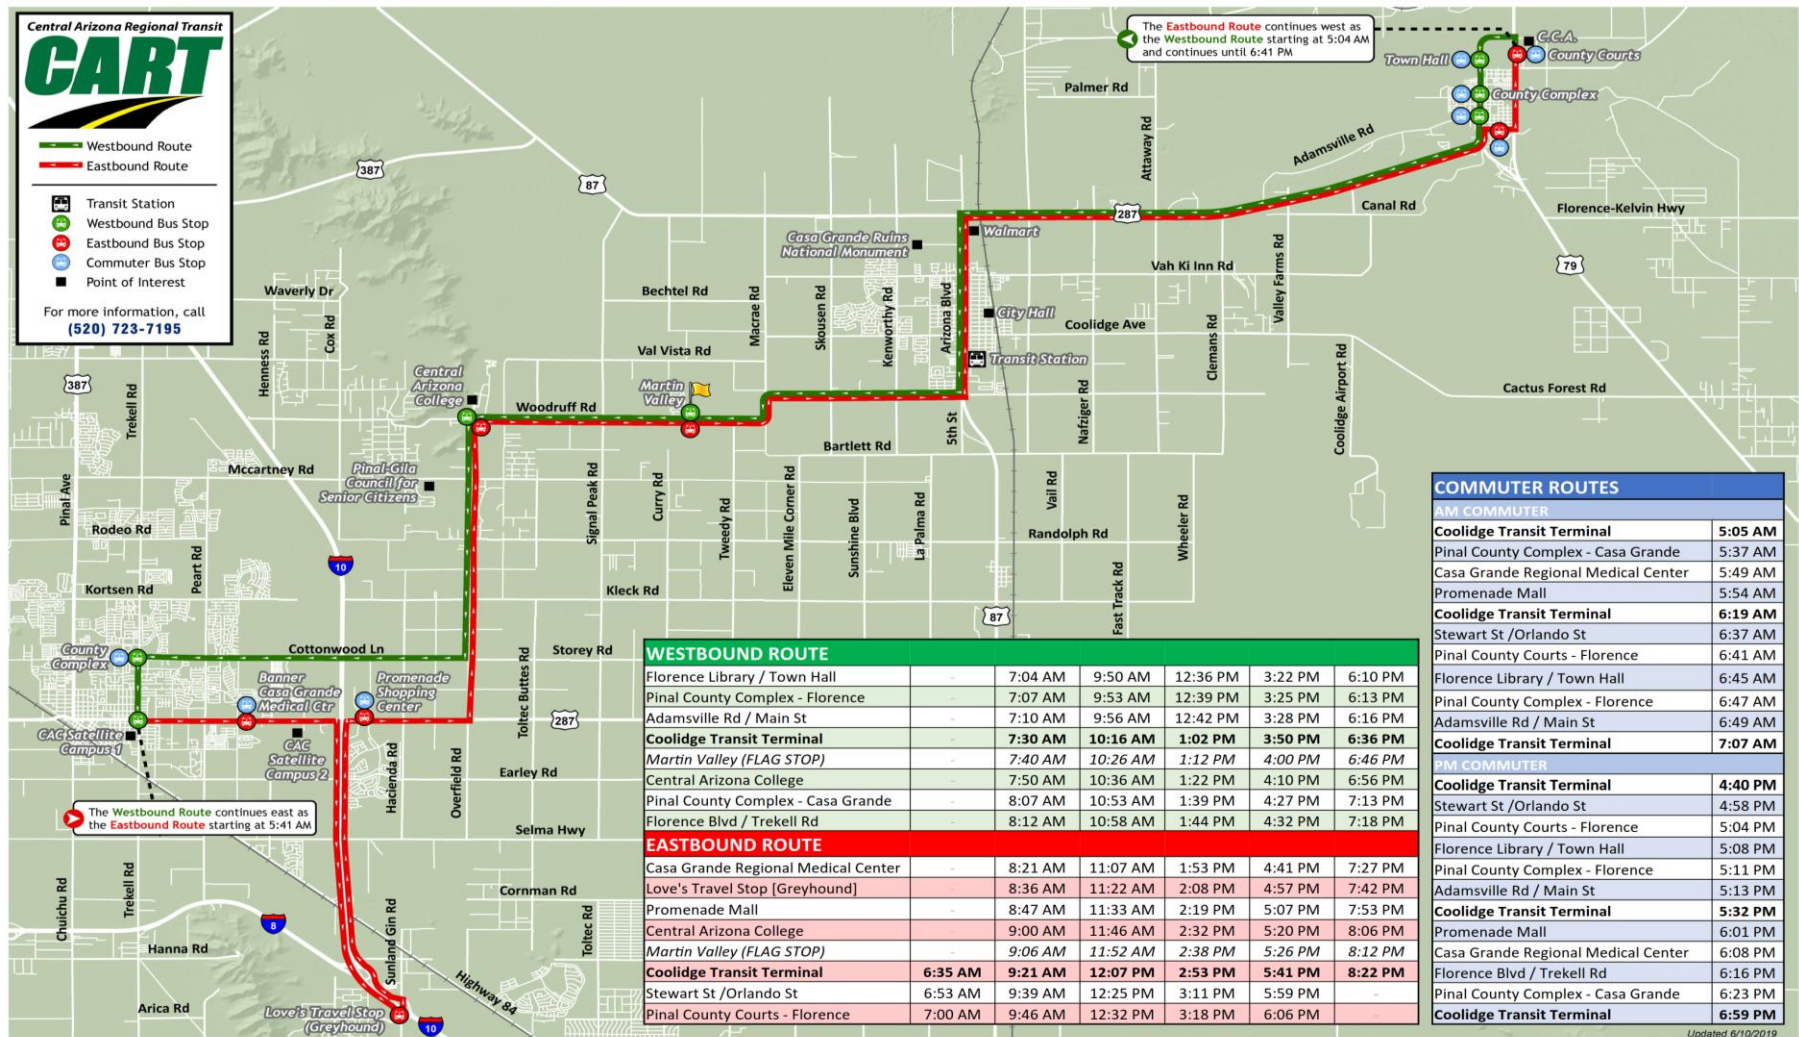 Central Arizona Regional Transit
CART
Westbound Route
Eastbound Route
Transit Station
Westbound Bus Stop
Eastbound Bus Stop
Commuter Bus Stop
Point of Interest
For more information, call
(520) 723-7195
The Eastbound Route continues west as
the Westbound Route starting at 5:04 AM
and continues until 6:41 PM
C.C.A.
County Courts
Town Hall
County Complex
Palmer Rd
Attaway Rd
Adamsville Rd
387
87
287
Canal Rd
Florence-Kelvin Hwy
Casa Grande Ruins
National Monument
Walmart
Vah Ki Inn Rd
Valley Farms Rd
79
Waverly Dr
Cox Rd
Henness Rd
Bechtel Rd
Macrae Rd
Skousen Rd
Kenworthy Rd
Arizona Blvd
City Hall
Coolidge Ave
Clemans Rd
Val Vista Rd
Transit Station
Coolidge Airport Rd
387
Trekell Rd
Central
Arizona
College
Martin
Valley
Woodruff Rd
Nafziger Rd
Cactus Forest Rd
5th St
Bartlett Rd
Mccartney Rd
Pinal-Gila
Council for
Senior Citizens
Pinal Ave
Signal Peak Rd
Curry Rd
Tweedy Rd
Eleven Mile Corner Rd
Sunshine Blvd
La Palma Rd
Vail Rd
Randolph Rd
Wheeler Rd
Rodeo Rd
Peart Rd
10
Kortsen Rd
Kleck Rd
Fast Track Rd
87
County
Complex
Cottonwood Ln
Storey Rd
Toltec Buttes Rd
Banner
Casa Grande
Medical Ctr
Promenade
Shopping
Center
287
CAC Satellite
Campus 1
CAC
Satellite
Campus 2
Hacienda Rd
Overfield Rd
Earley Rd
The Westbound Route continues east as
the Eastbound Route starting at 5:41 AM
Selma Hwy
Chuichu Rd
Trekell Rd
8
Cornman Rd
Toltec Rd
Hanna Rd
Sunland Gin Rd
Highway 84
Arica Rd
Love's Travel Stop
(Greyhound)
10
WESTBOUND ROUTE
Florence Library / Town Hall - 7:04 AM 9:50 AM 12:36 PM 3:22 PM 6:10 PM
Pinal County Complex - Florence - 7:07 AM 9:53 AM 12:39 PM 3:25 PM 6:13 PM
Adamsville Rd / Main St - 7:10 AM 9:56 AM 12:42 PM 3:28 PM 6:16 PM
Coolidge Transit Terminal - 7:30 AM 10:16 AM 1:02 PM 3:50 PM 6:36 PM
Martin Valley (FLAG STOP) - 7:40 AM 10:26 AM 1:12 PM 4:00 PM 6:46 PM
Central Arizona College - 7:50 AM 10:36 AM 1:22 PM 4:10 PM 6:56 PM
Pinal County Complex - Casa Grande - 8:07 AM 10:53 AM 1:39 PM 4:27 PM 7:13 PM
Florence Blvd / Trekell Rd - 8:12 AM 10:58 AM 1:44 PM 4:32 PM 7:18 PM
EASTBOUND ROUTE
Casa Grande Regional Medical Center - 8:21 AM 11:07 AM 1:53 PM 4:41 PM 7:27 PM
Love's Travel Stop [Greyhound] - 8:36 AM 11:22 AM 2:08 PM 4:57 PM 7:42 PM
Promenade Mall - 8:47 AM 11:33 AM 2:19 PM 5:07 PM 7:53 PM
Central Arizona College - 9:00 AM 11:46 AM 2:32 PM 5:20 PM 8:06 PM
Martin Valley (FLAG STOP) - 9:06 AM 11:52 AM 2:38 PM 5:26 PM 8:12 PM
Coolidge Transit Terminal 6:35 AM 9:21 AM 12:07 PM 2:53 PM 5:41 PM 8:22 PM
Stewart St /Orlando St 6:53 AM 9:39 AM 12:25 PM 3:11 PM 5:59 PM -
Pinal County Courts - Florence 7:00 AM 9:46 AM 12:32 PM 3:18 PM 6:06 PM -
COMMUTER ROUTES
AM COMMUTER
Coolidge Transit Terminal 5:05 AM
Pinal County Complex - Casa Grande 5:37 AM
Casa Grande Regional Medical Center 5:49 AM
Promenade Mall 5:54 AM
Coolidge Transit Terminal 6:19 AM
Stewart St /Orlando St 6:37 AM
Pinal County Courts - Florence 6:41 AM
Florence Library / Town Hall 6:45 AM
Pinal County Complex - Florence 6:47 AM
Adamsville Rd / Main St 6:49 AM
Coolidge Transit Terminal 7:07 AM
PM COMMUTER
Coolidge Transit Terminal 4:40 PM
Stewart St /Orlando St 4:58 PM
Pinal County Courts - Florence 5:04 PM
Florence Library / Town Hall 5:08 PM
Pinal County Complex - Florence 5:11 PM
Adamsville Rd / Main St 5:13 PM
Coolidge Transit Terminal 5:32 PM
Promenade Mall 6:01 PM
Casa Grande Regional Medical Center 6:08 PM
Florence Blvd / Trekell Rd 6:16 PM
Pinal County Complex - Casa Grande 6:23 PM
Coolidge Transit Terminal 6:59 PM
Updated 6/10/2019